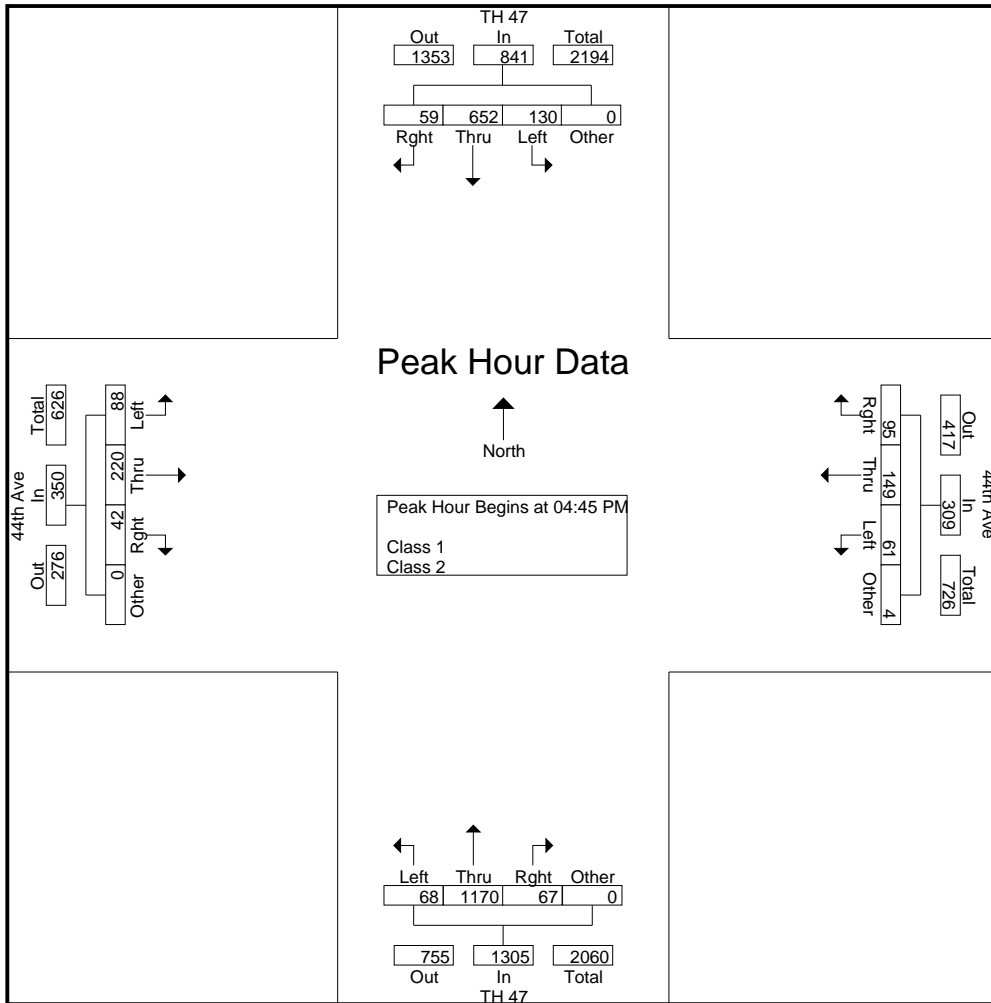 TH 47
Out In Total
1353 841 2194
59 652 130 0
Rght Thru Left Other
Peak Hour Data
North
Peak Hour Begins at 04:45 PM
Class 1
Class 2
44th Ave
Total In Out
626 350 276
88 220 42 0
Left Thru Rght Other
Rght Thru Left Other
95 149 61 4
Out In Total
417 309 726
44th Ave
Left Thru Rght Other
68 1170 67 0
755 1305 2060
Out In Total
TH 47